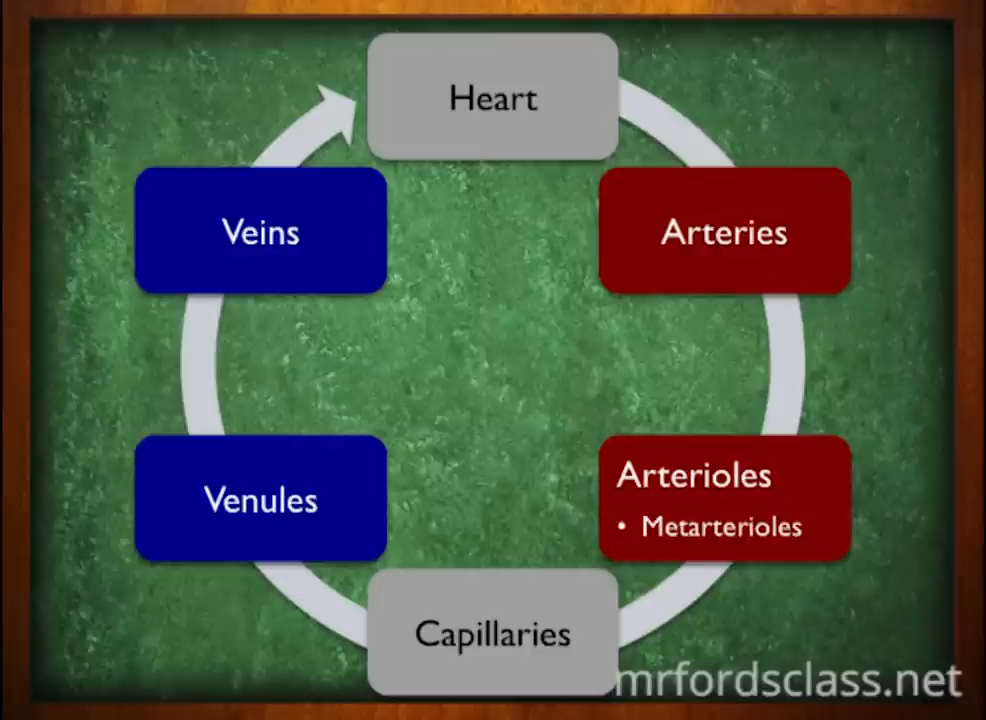 Heart
Veins
Arteries
Venules
Arterioles
• Metarterioles
Capillaries
mrfordsclass.net